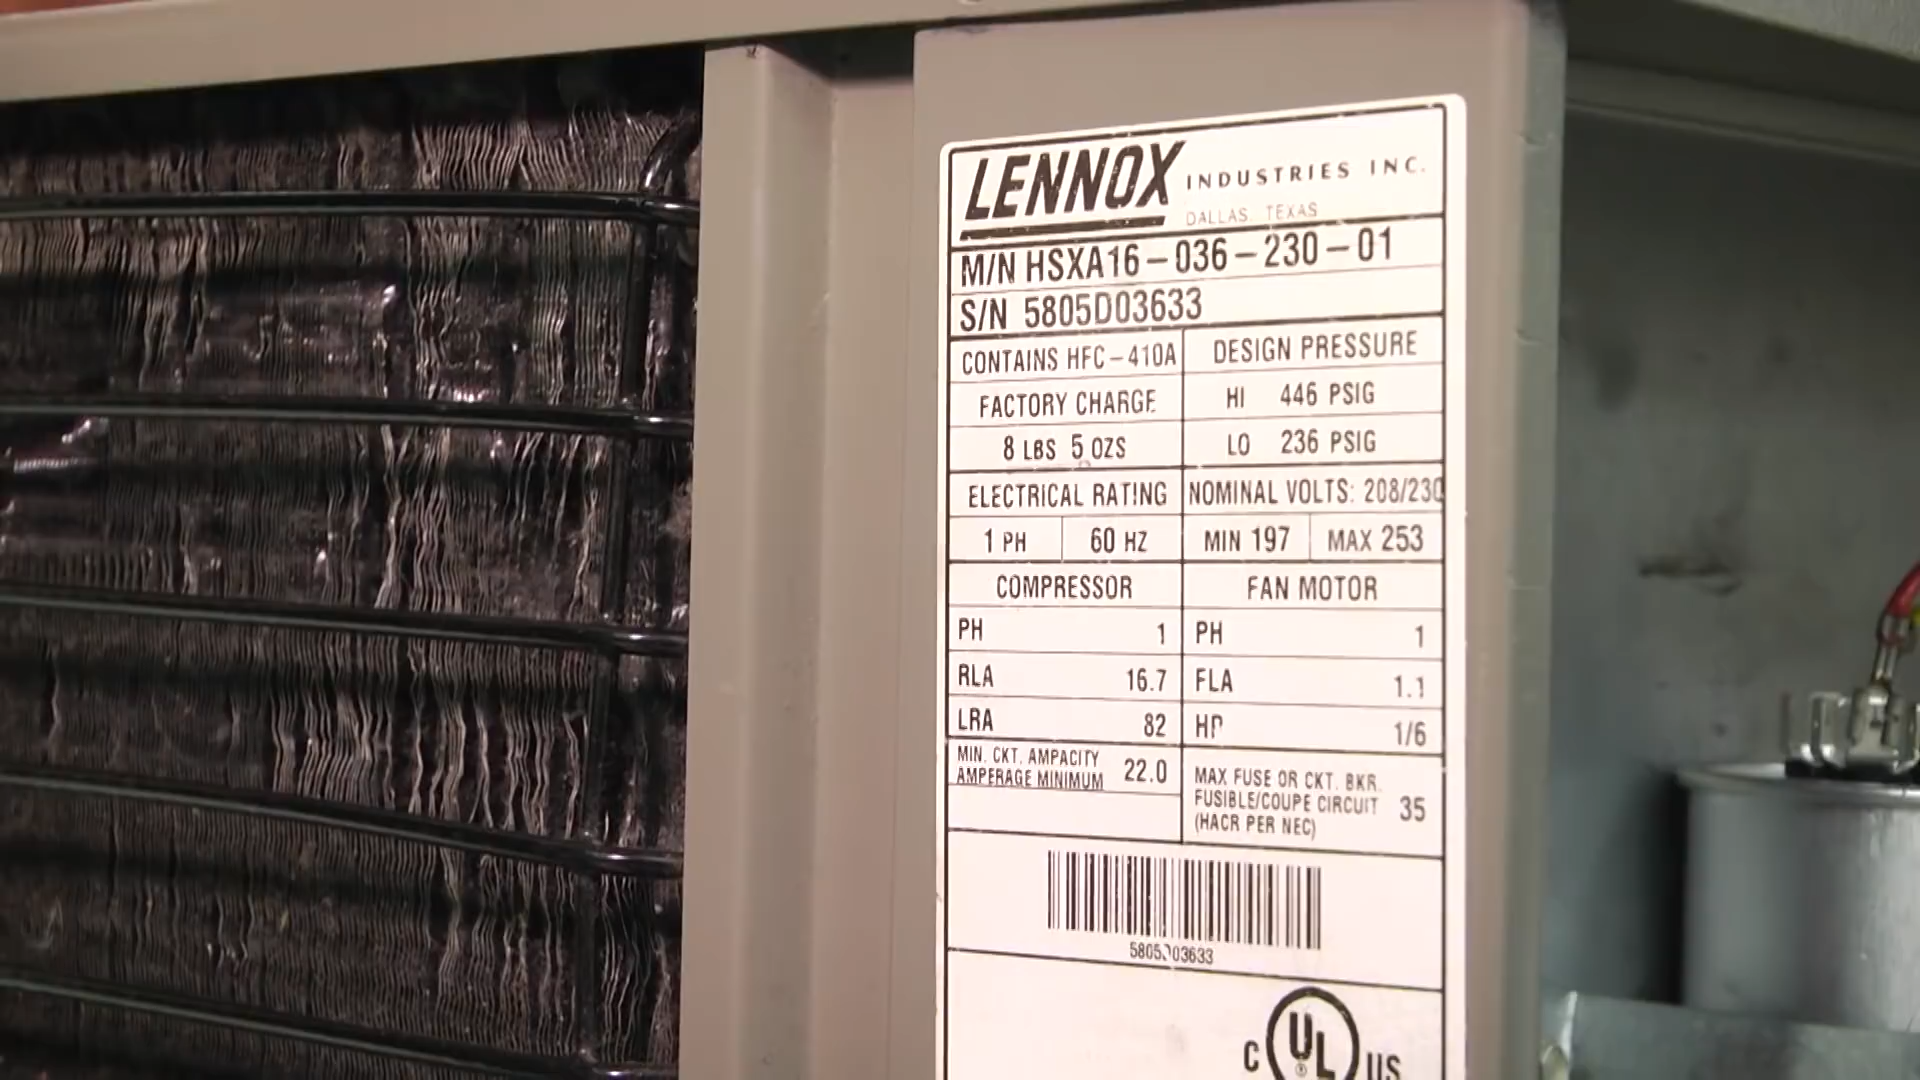 LENNOX INDUSTRIES INC.
DALLAS, TEXAS
M/N HSXA16-036-230-01
S/N 5805D03633
CONTAINS HFC-410A
DESIGN PRESSURE
FACTORY CHARGE
HI 446 PSIG
8 LBS 5 OZS
LO 236 PSIG
ELECTRICAL RATING
NOMINAL VOLTS: 208/230
1 PH
60 HZ
MIN 197
MAX 253
COMPRESSOR
FAN MOTOR
PH 1
PH 1
RLA 16.7
FLA 1.1
LRA 82
HP 1/6
MIN. CKT. AMPACITY
AMPERAGE MINIMUM 22.0
MAX FUSE OR CKT. BKR.
FUSIBLE/COUPE CIRCUIT 35
(HACR PER NEC)
5805D03633
C UL US
®